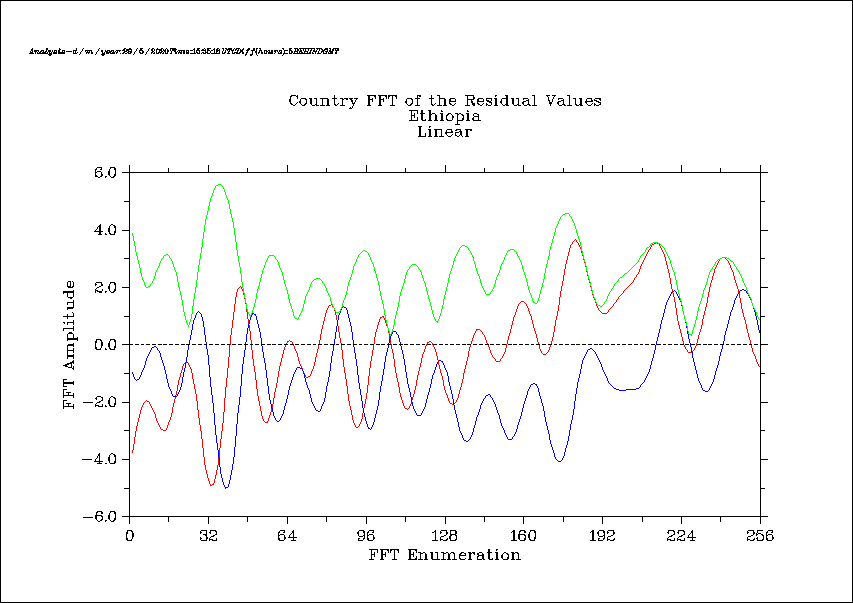 Country FFT of the Residual Values
Ethiopia
Linear
6.0
4.0
2.0
0.0
−2.0
−4.0
−6.0
FFT Amplitude
0 32 64 96 128 160 192 224 256
FFT Enumeration